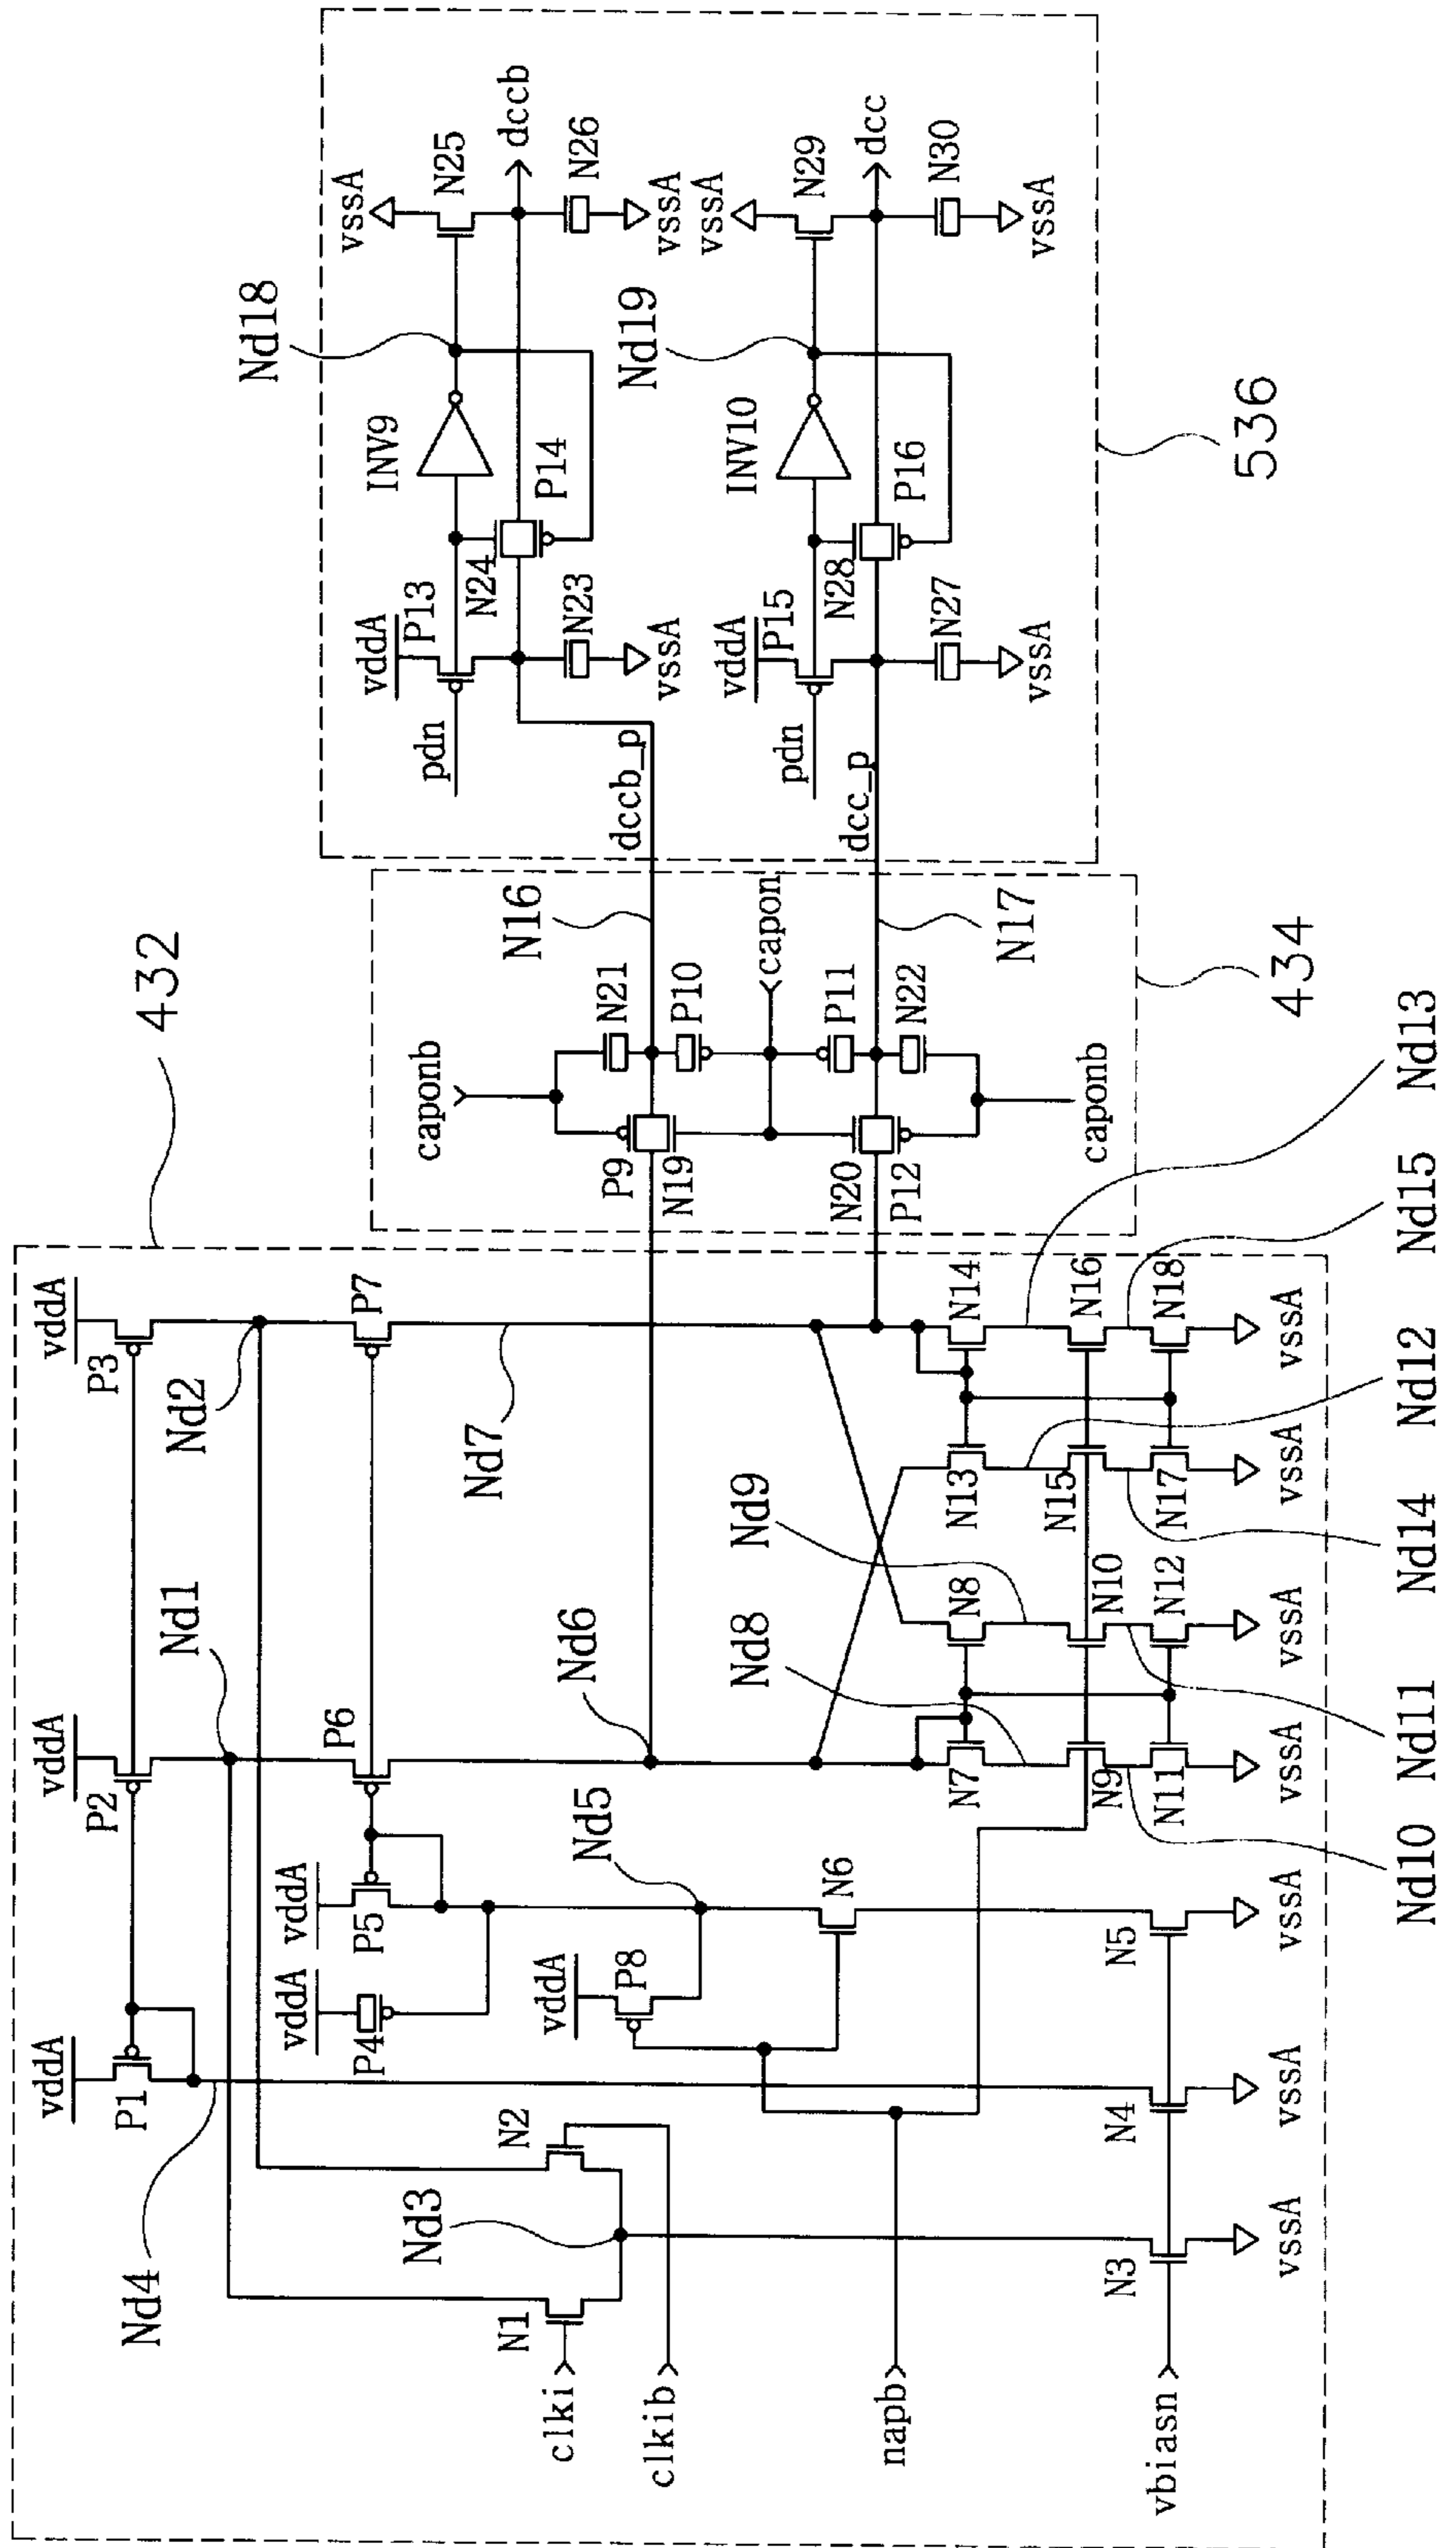 432
vddA
vddA
vddA
P1
P2
P3
Nd4
Nd1
Nd2
vddA
vddA
P4
P5
P6
P7
N1
N2
Nd3
clki
clkib
vddA
P8
Nd5
Nd6
Nd7
N6
napb
Nd8
Nd9
N7
N8
N13
N14
N9
N10
N15
N16
N11
N12
N17
N18
vbiasn
N3
N4
N5
vssA
vssA
vssA
vssA
vssA
vssA
vssA
Nd10
Nd11
Nd14
Nd12
Nd15
Nd13
caponb
P9
N19
N21
P10
N16
capon
N20
P12
P11
N22
N17
caponb
434
dccb_p
dcc_p
Nd18
pdn
vddA
P13
INV9
vssA
N25
N24
P14
dccb
N23
N26
vssA
vssA
Nd19
pdn
vddA
P15
INV10
vssA
N29
N28
P16
dcc
N27
N30
vssA
vssA
536